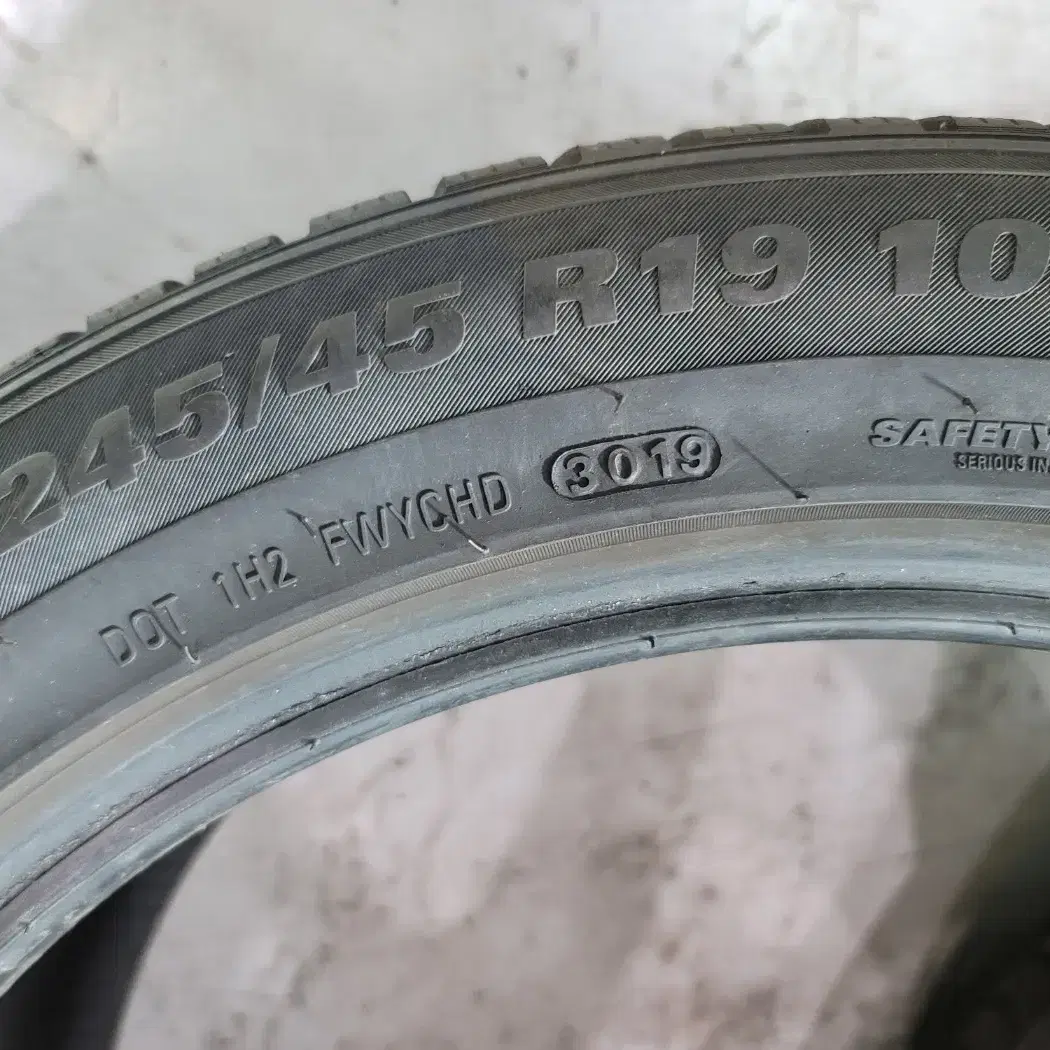 245/45 R19 10
DOT 1H2 FWYCHD 3019
SAFETY
SERIOUS IN